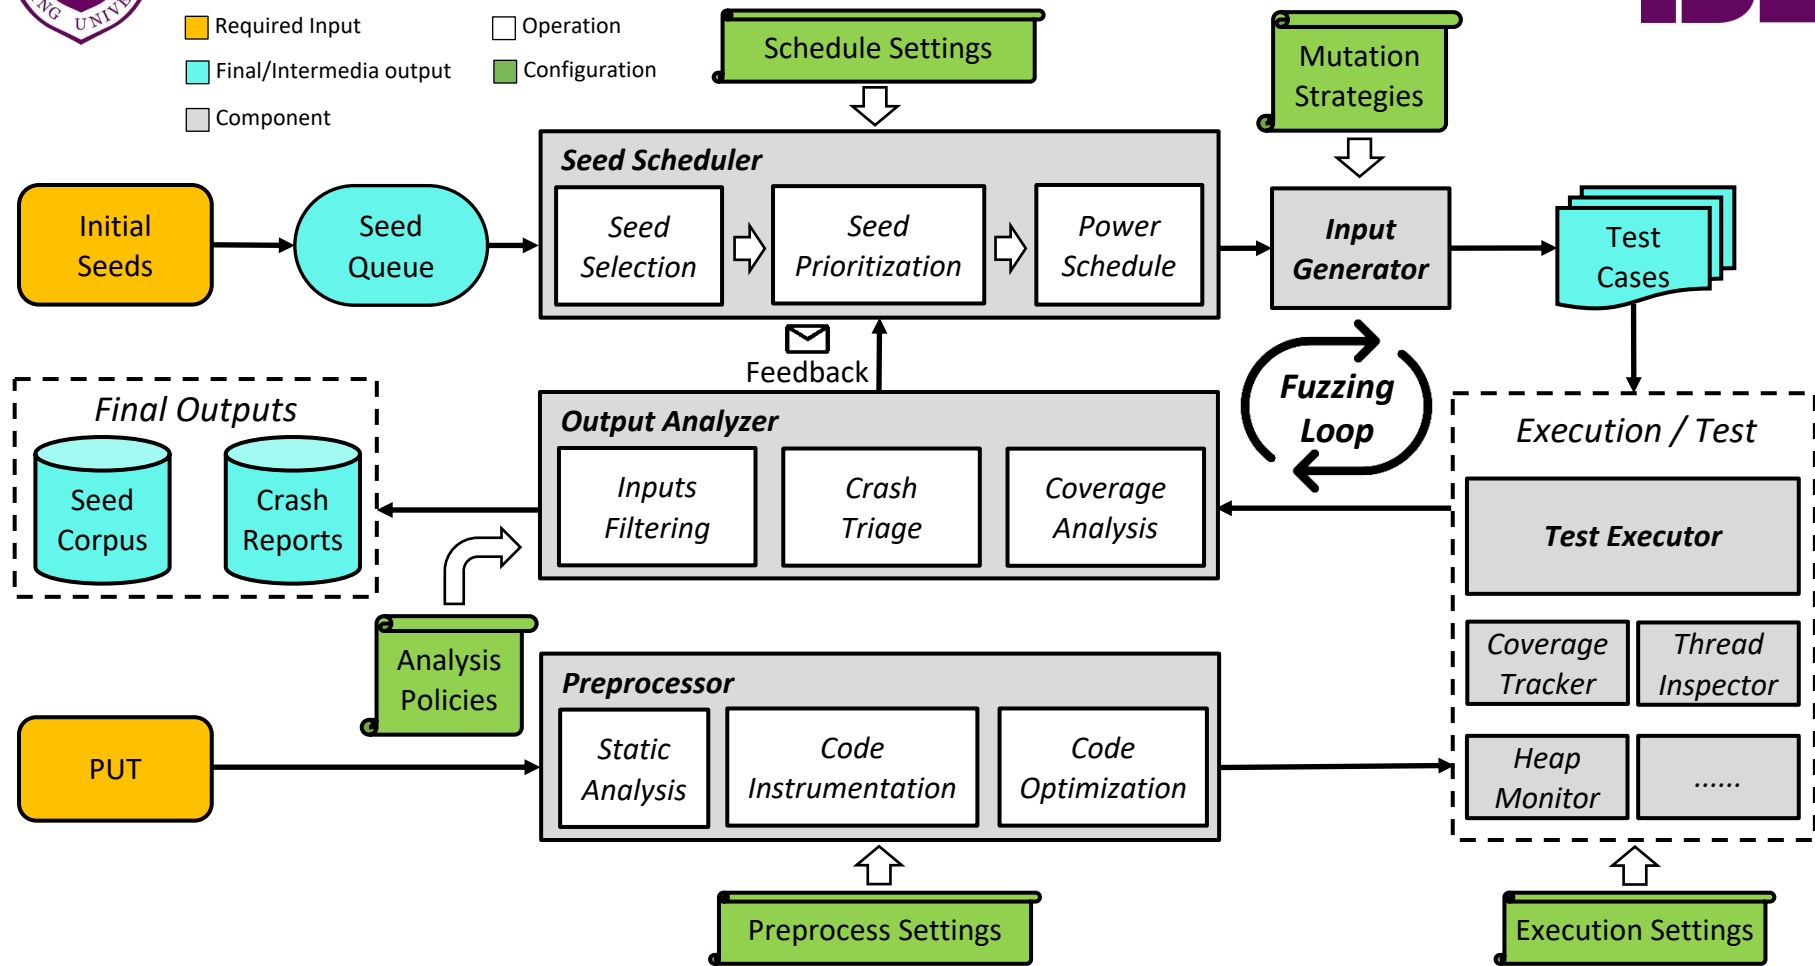 Required Input
Operation
Final/Intermedia output
Configuration
Component
Schedule Settings
Mutation
Strategies
Seed Scheduler
Initial
Seeds
Seed
Queue
Seed
Selection
Seed
Prioritization
Power
Schedule
Input
Generator
Test
Cases
Feedback
Fuzzing
Loop
Final Outputs
Seed
Corpus
Crash
Reports
Output Analyzer
Inputs
Filtering
Crash
Triage
Coverage
Analysis
Execution / Test
Test Executor
Coverage
Tracker
Thread
Inspector
Heap
Monitor
......
Analysis
Policies
Preprocessor
PUT
Static
Analysis
Code
Instrumentation
Code
Optimization
Preprocess Settings
Execution Settings